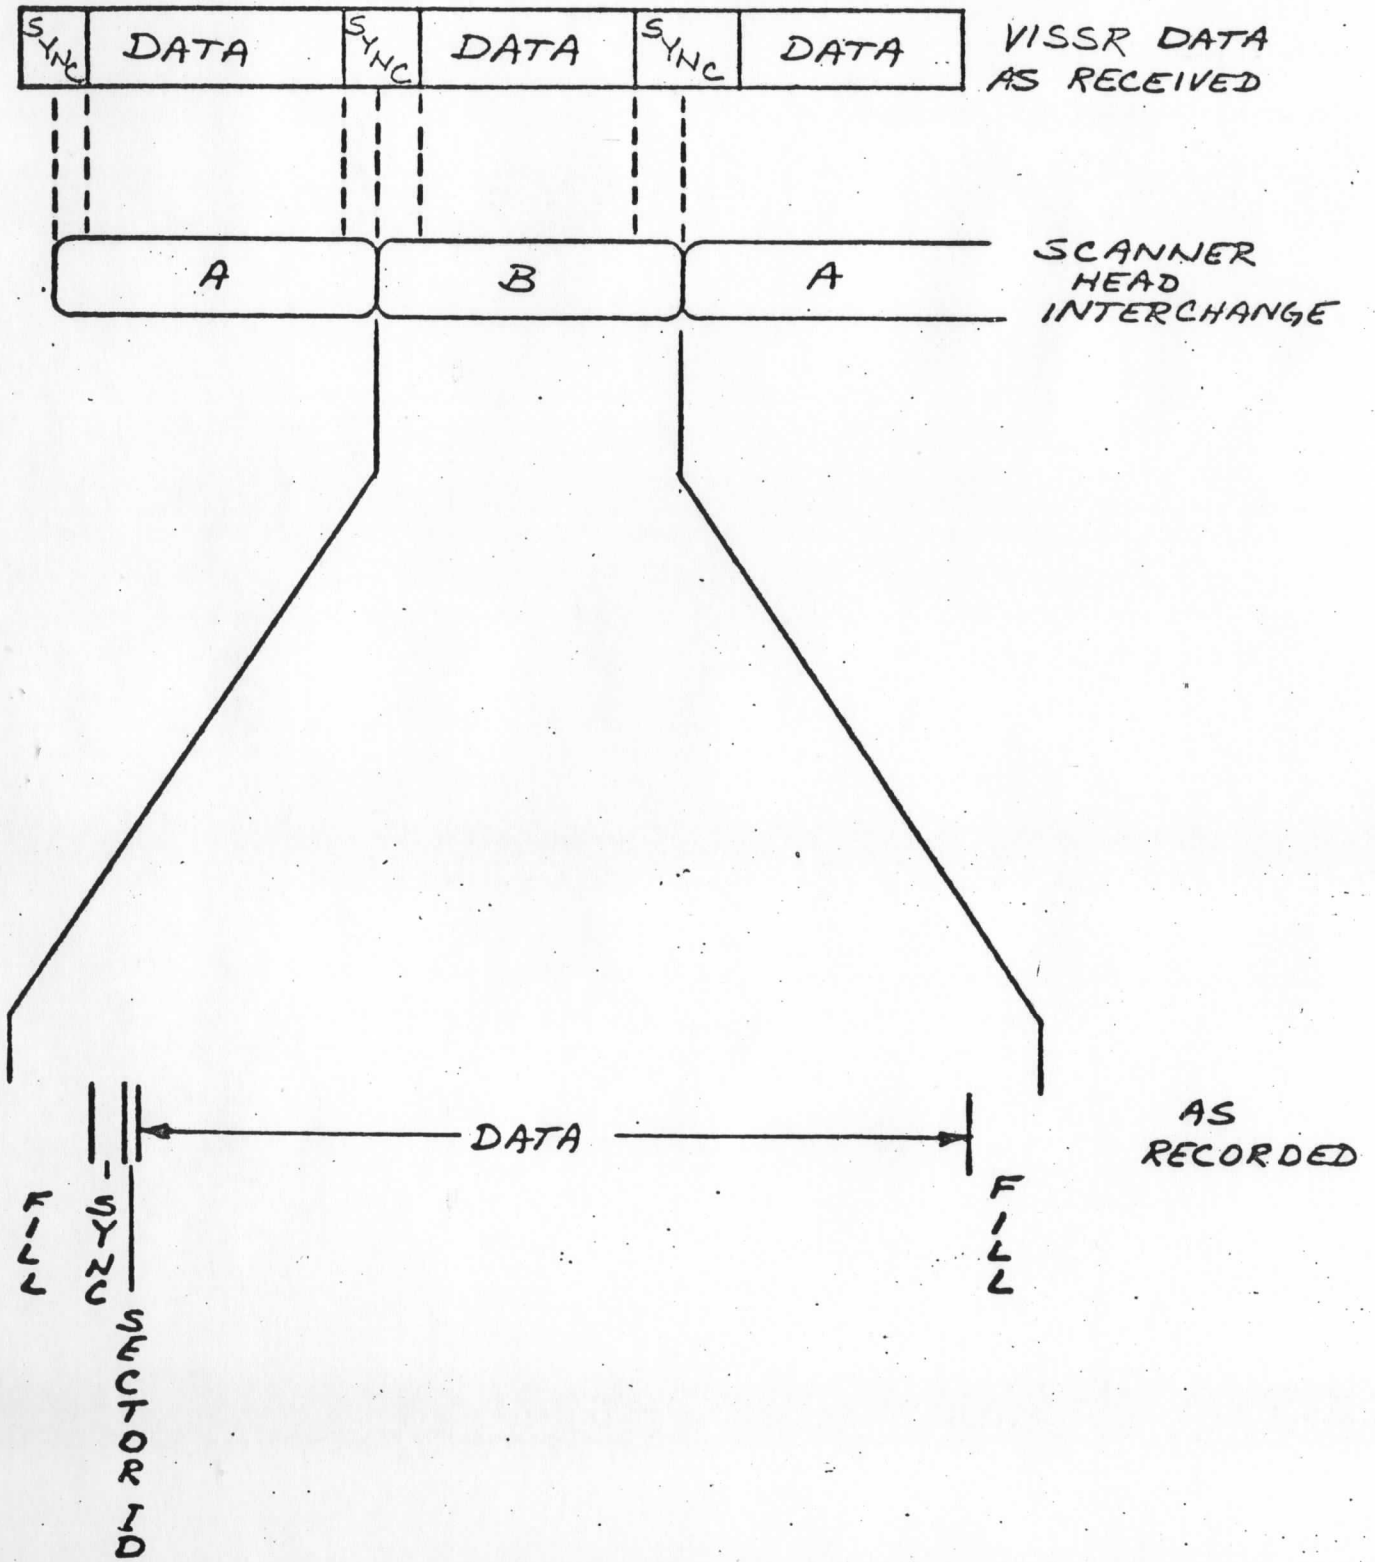 SYNC DATA SYNC DATA SYNC DATA
VISSR DATA
AS RECEIVED
A B A
SCANNER
HEAD
INTERCHANGE
DATA
AS
RECORDED
FILL
SYNC
SECTOR ID
FILL